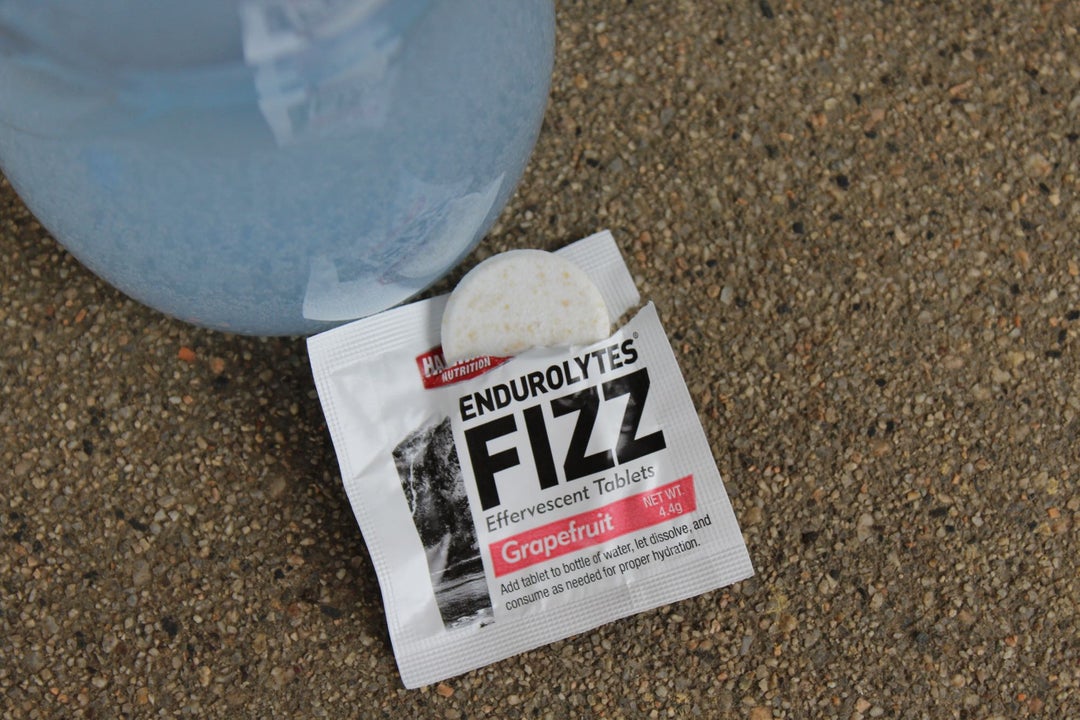 NUTRITION
ENDUROLYTES®
FIZZ
Effervescent Tablets
Grapefruit
NET WT.
4.4g
Add tablet to bottle of water, let dissolve, and
consume as needed for proper hydration.